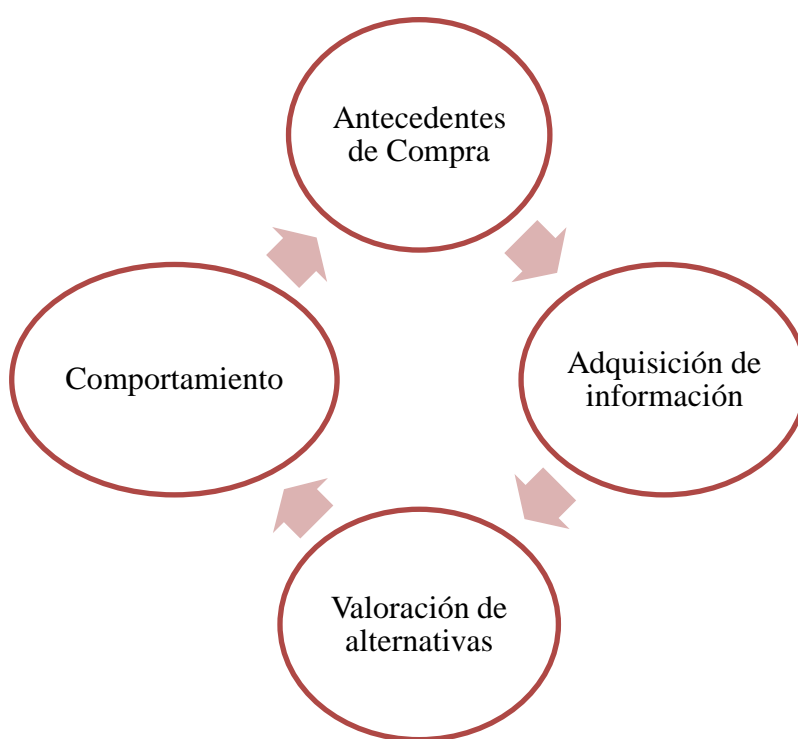 Antecedentes
de Compra
Adquisición de
información
Valoración de
alternativas
Comportamiento